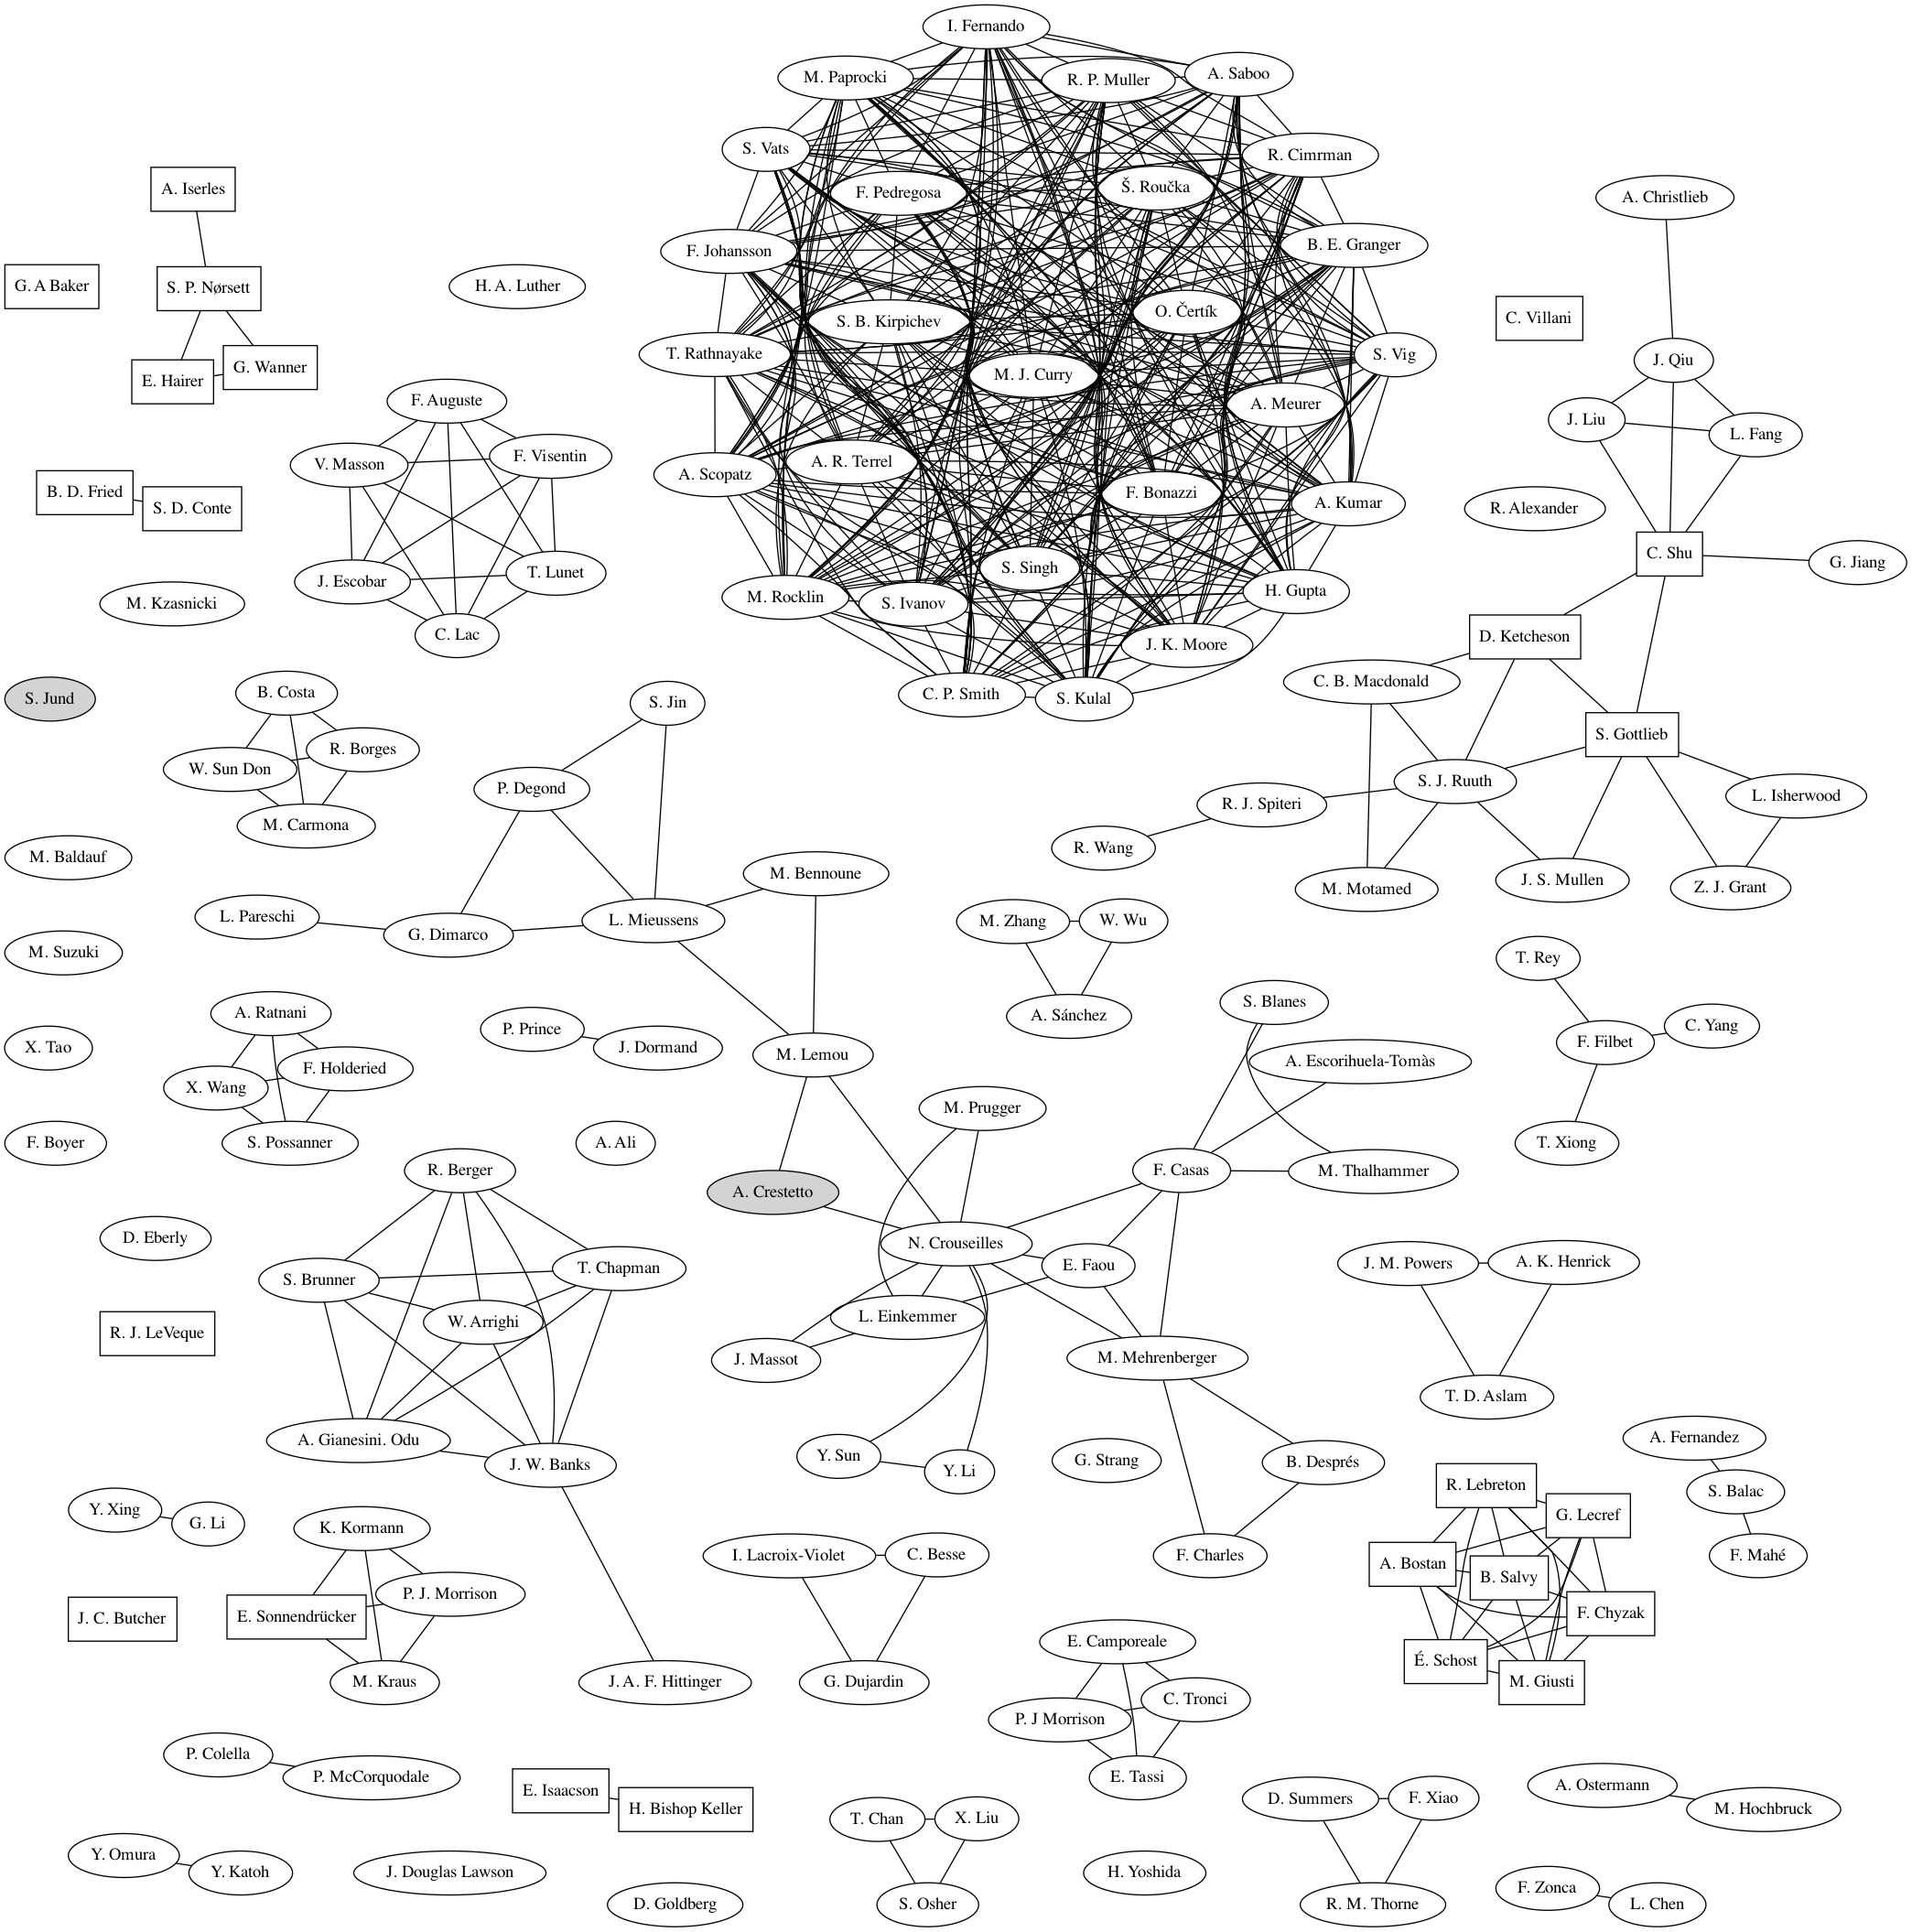 I. Fernando
M. Paprocki
R. P. Muller
A. Saboo
S. Vats
R. Cimrman
A. Iserles
F. Pedregosa
Š. Roučka
A. Christlieb
F. Johansson
B. E. Granger
G. A Baker
S. P. Nørsett
H. A. Luther
S. B. Kirpichev
O. Čertík
C. Villani
T. Rathnayake
S. Vig
J. Qiu
E. Hairer
G. Wanner
M. J. Curry
F. Auguste
A. Meurer
J. Liu
L. Fang
V. Masson
F. Visentin
A. Scopatz
A. R. Terrel
B. D. Fried
S. D. Conte
F. Bonazzi
A. Kumar
R. Alexander
C. Shu
G. Jiang
J. Escobar
T. Lunet
S. Singh
M. Kzasnicki
M. Rocklin
S. Ivanov
H. Gupta
C. Lac
J. K. Moore
D. Ketcheson
S. Jund
B. Costa
S. Jin
C. P. Smith
S. Kulal
C. B. Macdonald
S. Gottlieb
R. Borges
W. Sun Don
P. Degond
S. J. Ruuth
L. Isherwood
R. J. Spiteri
M. Carmona
R. Wang
M. Baldauf
M. Bennoune
M. Motamed
J. S. Mullen
Z. J. Grant
L. Pareschi
G. Dimarco
L. Mieussens
M. Zhang
W. Wu
M. Suzuki
T. Rey
A. Ratnani
P. Prince
A. Sánchez
S. Blanes
C. Yang
X. Tao
F. Holderied
J. Dormand
M. Lemou
A. Escorihuela-Tomàs
F. Filbet
X. Wang
M. Prugger
F. Boyer
S. Possanner
A. Ali
T. Xiong
R. Berger
A. Crestetto
F. Casas
M. Thalhammer
D. Eberly
N. Crouseilles
S. Brunner
T. Chapman
E. Faou
J. M. Powers
A. K. Henrick
R. J. LeVeque
W. Arrighi
L. Einkemmer
J. Massot
M. Mehrenberger
T. D. Aslam
A. Gianesini. Odu
J. W. Banks
Y. Sun
Y. Li
G. Strang
B. Després
A. Fernandez
R. Lebreton
S. Balac
Y. Xing
G. Li
K. Kormann
G. Lecref
I. Lacroix-Violet
C. Besse
F. Charles
A. Bostan
B. Salvy
F. Mahé
P. J. Morrison
J. C. Butcher
E. Sonnendrücker
F. Chyzak
E. Camporeale
É. Schost
M. Kraus
J. A. F. Hittinger
G. Dujardin
M. Giusti
P. J Morrison
C. Tronci
P. Colella
P. McCorquodale
E. Tassi
E. Isaacson
H. Bishop Keller
T. Chan
X. Liu
D. Summers
F. Xiao
A. Ostermann
M. Hochbruck
Y. Omura
Y. Katoh
J. Douglas Lawson
H. Yoshida
D. Goldberg
S. Osher
R. M. Thorne
F. Zonca
L. Chen